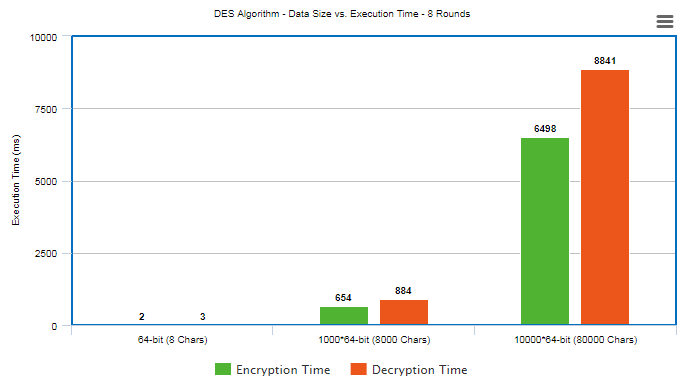 DES Algorithm - Data Size vs. Execution Time - 8 Rounds
10000
7500
5000
2500
0
Execution Time (ms)
2
3
654
884
6498
8841
64-bit (8 Chars)
1000*64-bit (8000 Chars)
10000*64-bit (80000 Chars)
Encryption Time
Decryption Time